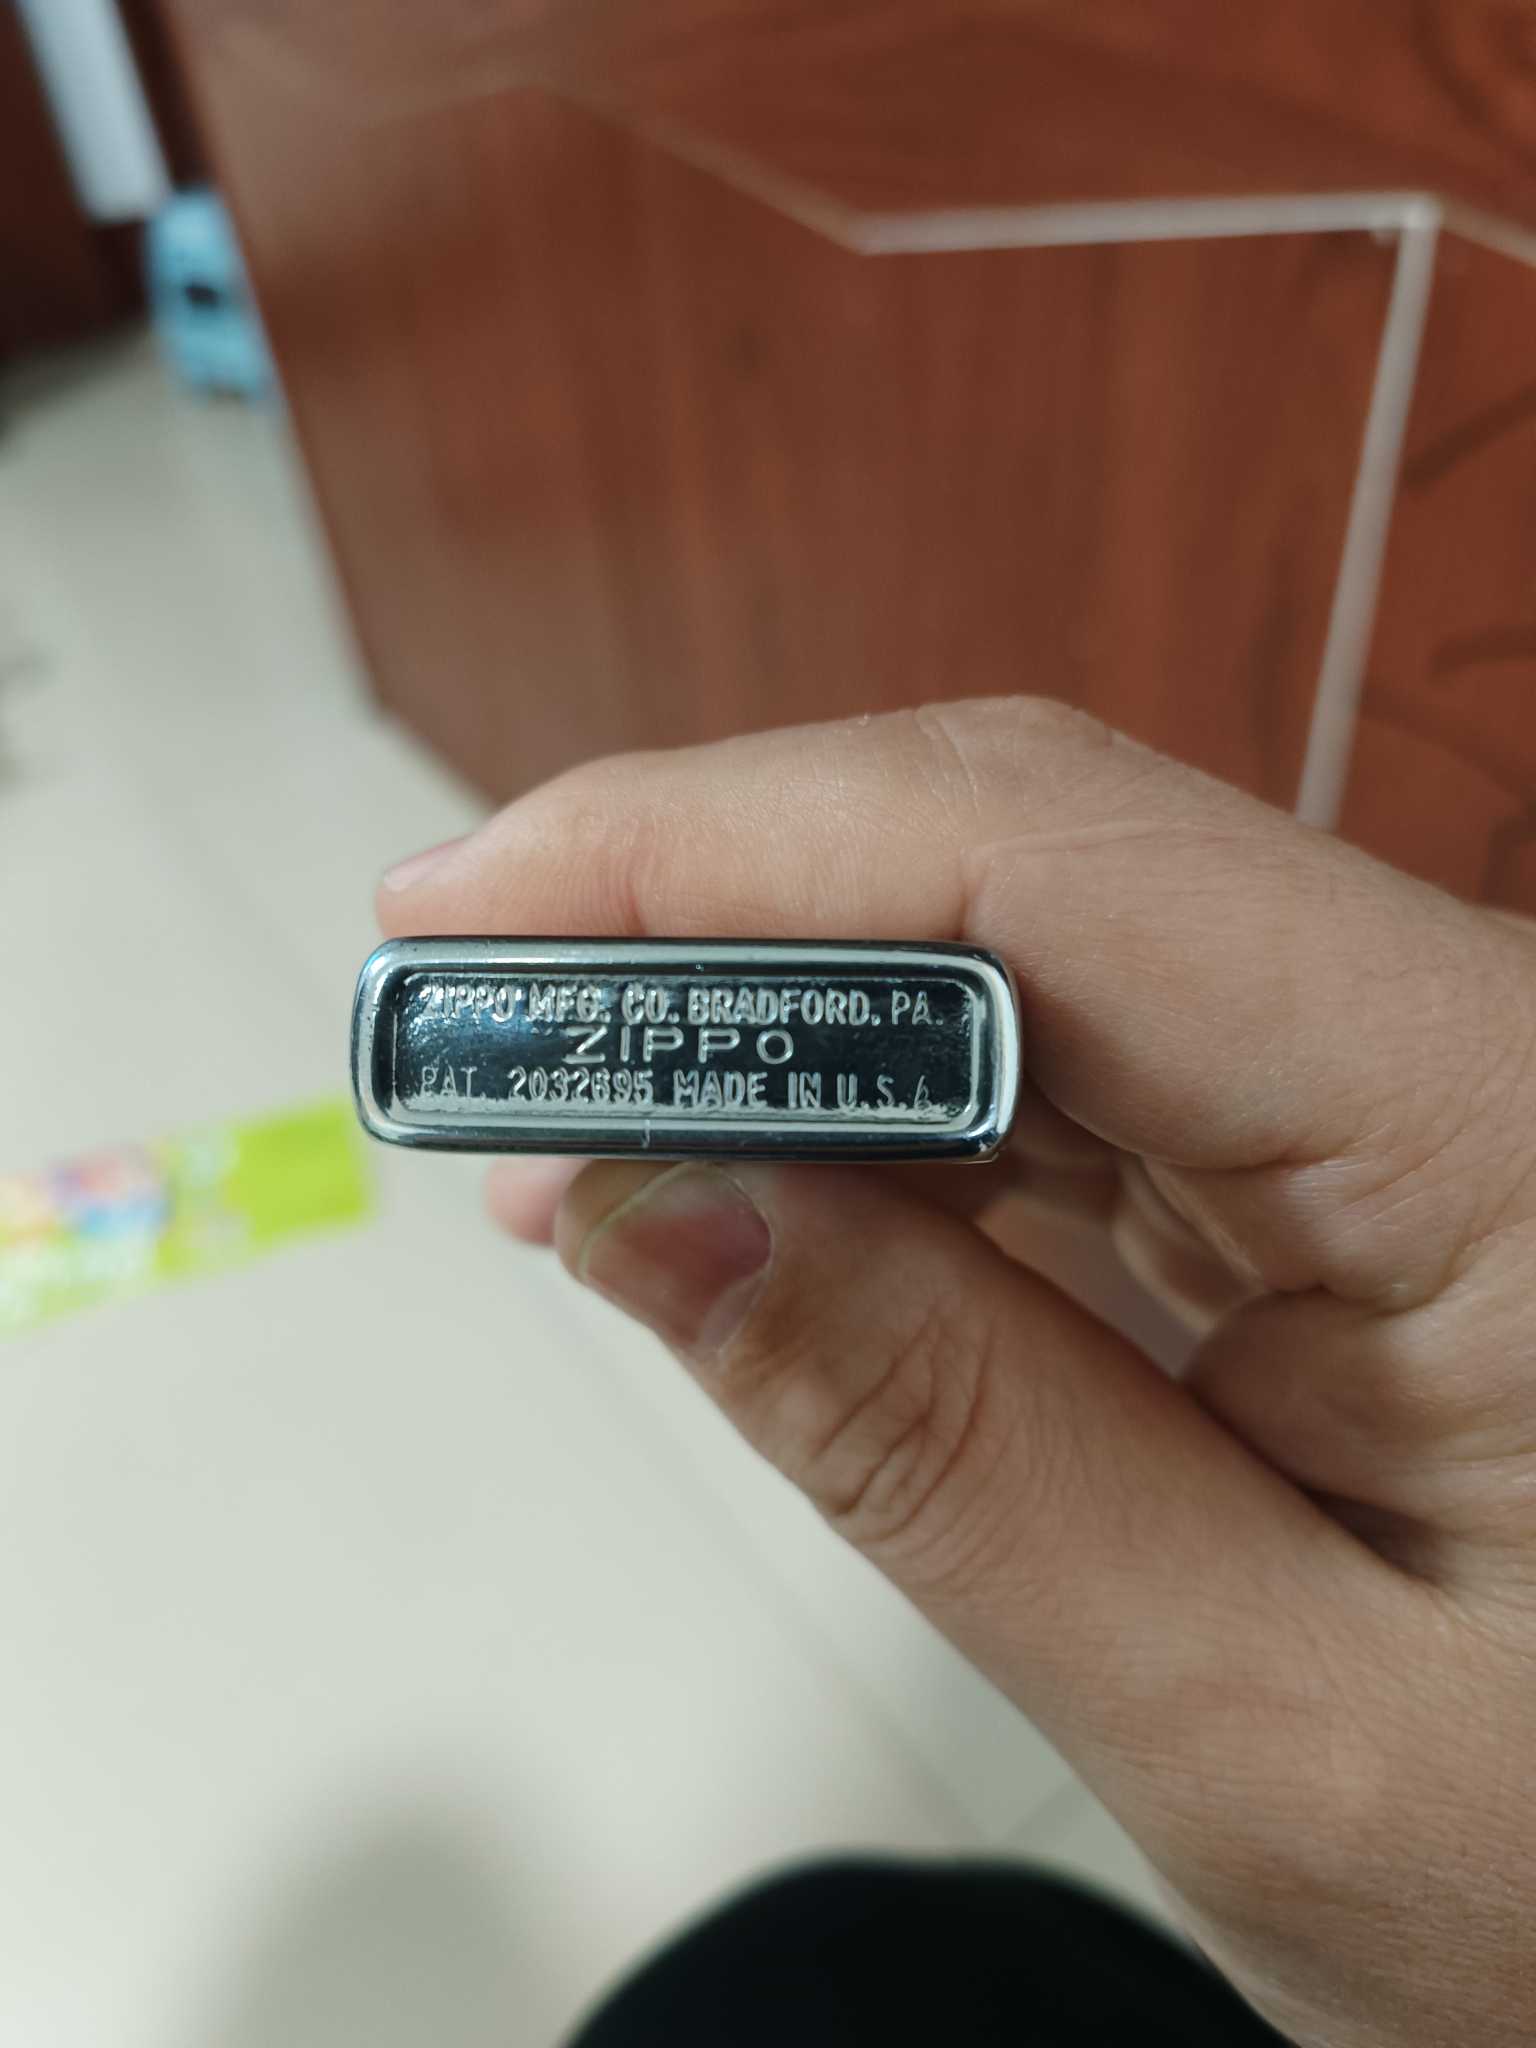 ZIPPO MFG. CO. BRADFORD. PA.
ZIPPO
PAT. 2032695 MADE IN U.S.A